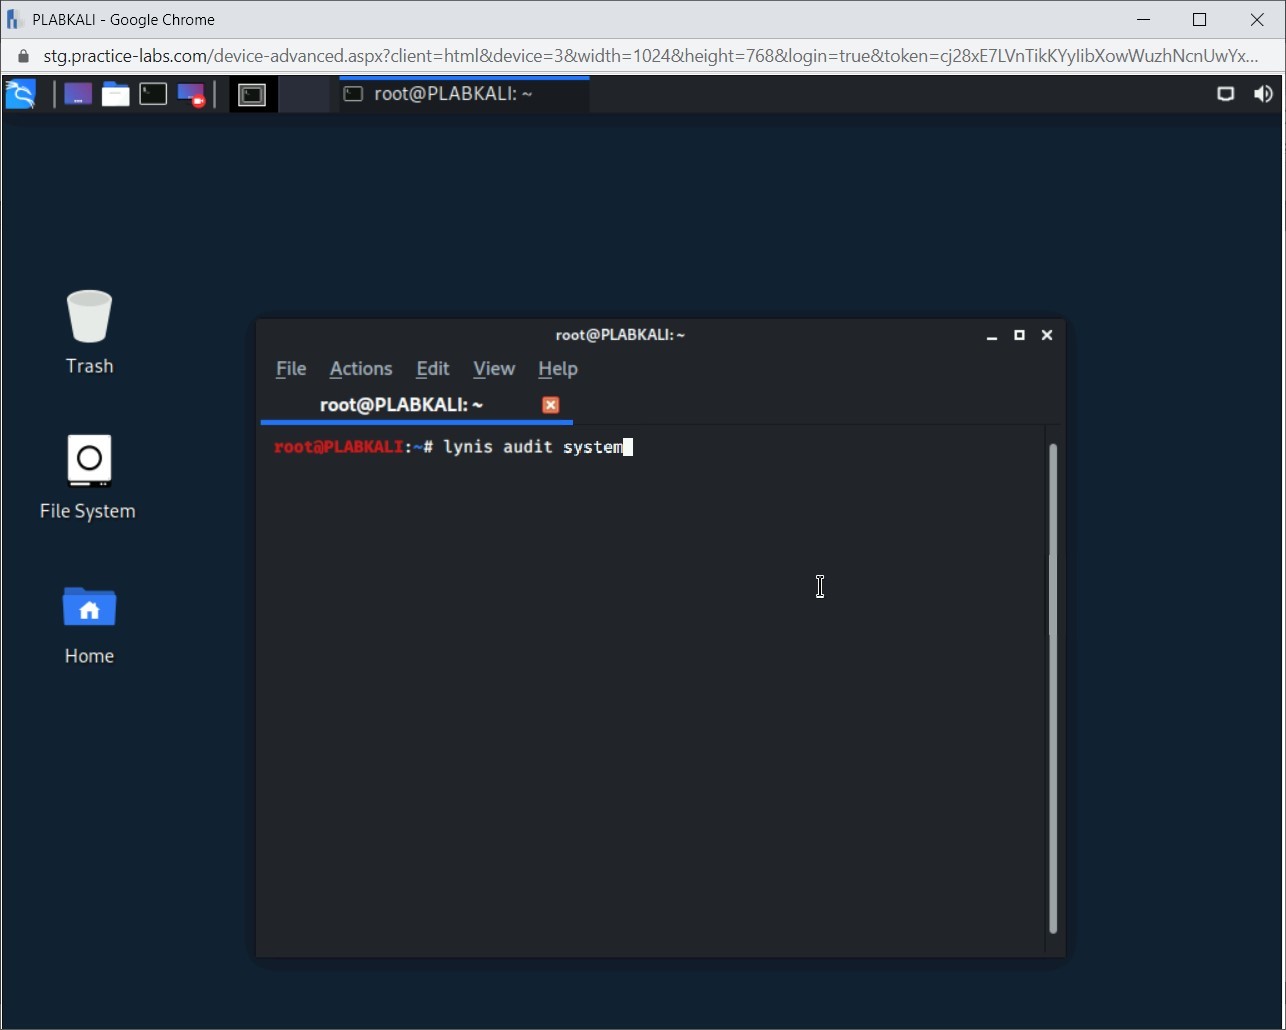 PLABKALI - Google Chrome
stg.practice-labs.com/device-advanced.aspx?client=html&device=3&width=1024&height=768&login=true&token=cj28xE7LVnTikKYylibXowWuzhNcnUwYx...
root@PLABKALI: ~
Trash
File System
Home
root@PLABKALI: ~
File Actions Edit View Help
root@PLABKALI: ~
root@PLABKALI:~# lynis audit system